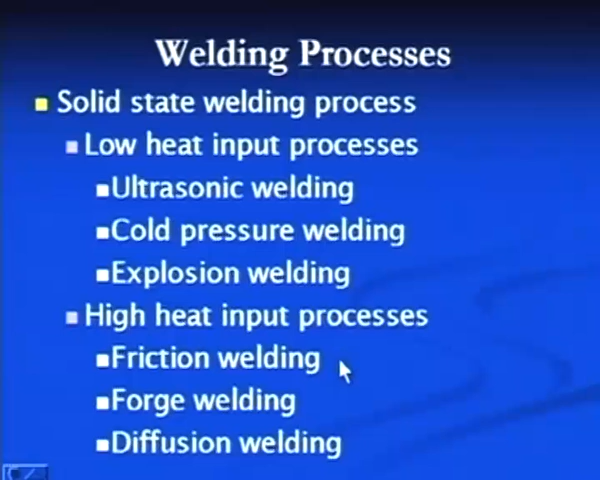 Welding Processes
Solid state welding process
Low heat input processes
Ultrasonic welding
Cold pressure welding
Explosion welding
High heat input processes
Friction welding
Forge welding
Diffusion welding